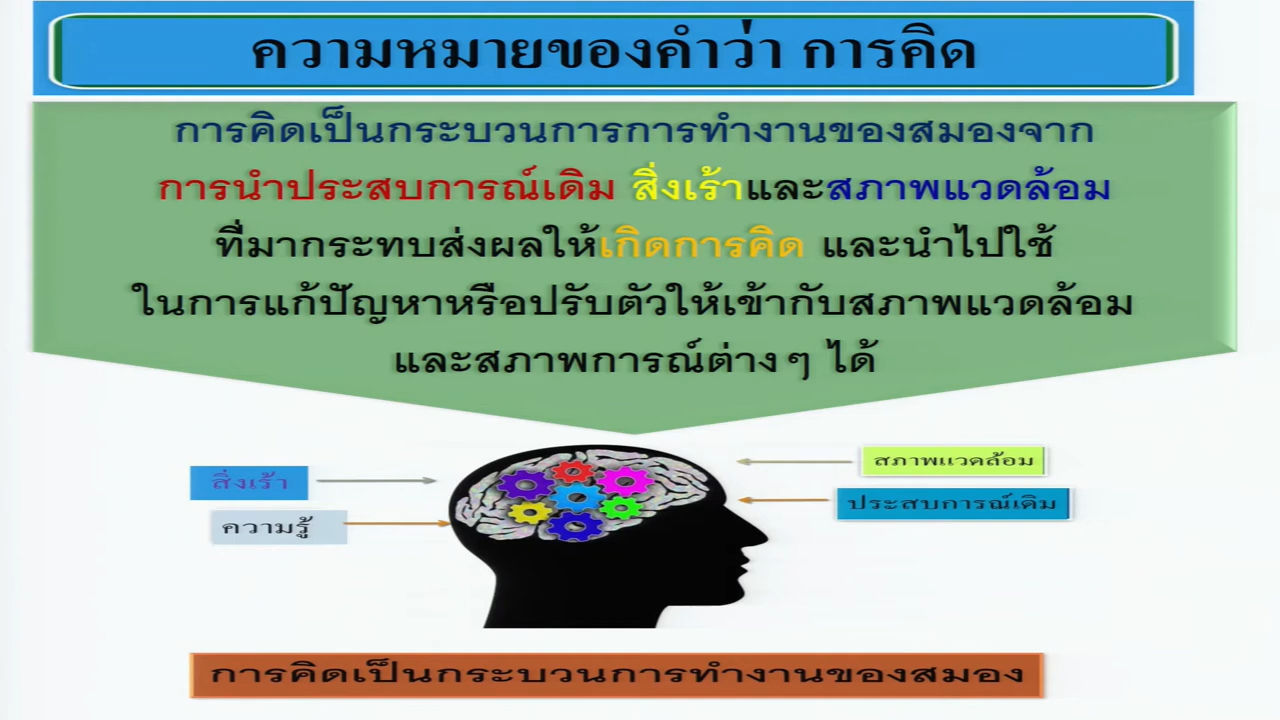 ความหมายของคำว่า การคิด
การคิดเป็นกระบวนการการทำงานของสมองจาก
การนำประสบการณ์เดิม สิ่งเร้าและสภาพแวดล้อม
ที่มากระทบส่งผลให้เกิดการคิด และนำไปใช้
ในการแก้ปัญหาหรือปรับตัวให้เข้ากับสภาพแวดล้อม
และสภาพการณ์ต่างๆ ได้
สิ่งเร้า
ความรู้
สภาพแวดล้อม
ประสบการณ์เดิม
การคิดเป็นกระบวนการทำงานของสมอง